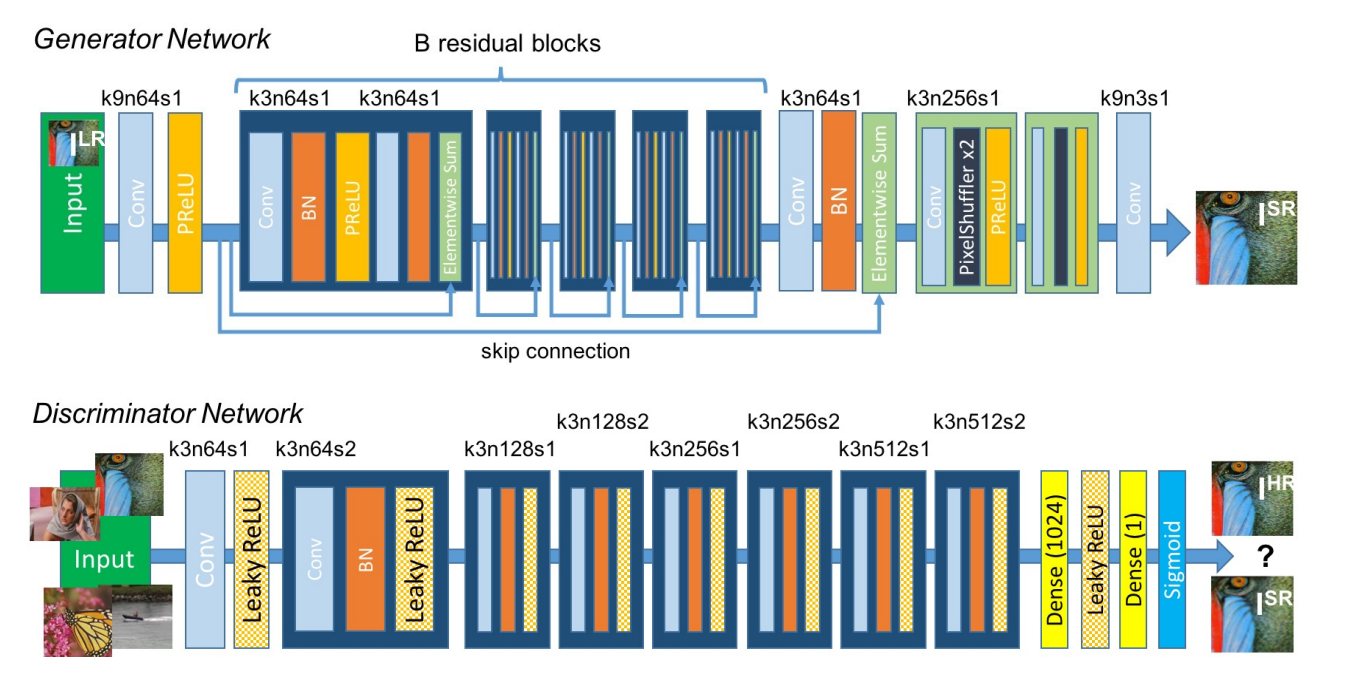 Generator Network
B residual blocks
k9n64s1
k3n64s1
k3n64s1
k3n64s1
k3n256s1
k9n3s1
Input
I LR
Conv
PReLU
Conv
BN
PReLU
Elementwise Sum
Conv
BN
Elementwise Sum
Conv
PixelShuffler x2
PReLU
Conv
I SR
skip connection
Discriminator Network
k3n128s2
k3n256s2
k3n512s2
k3n64s1
k3n64s2
k3n128s1
k3n256s1
k3n512s1
Input
Conv
Leaky ReLU
Conv
BN
Leaky ReLU
Dense (1024)
Leaky ReLU
Dense (1)
Sigmoid
I HR
?
I SR